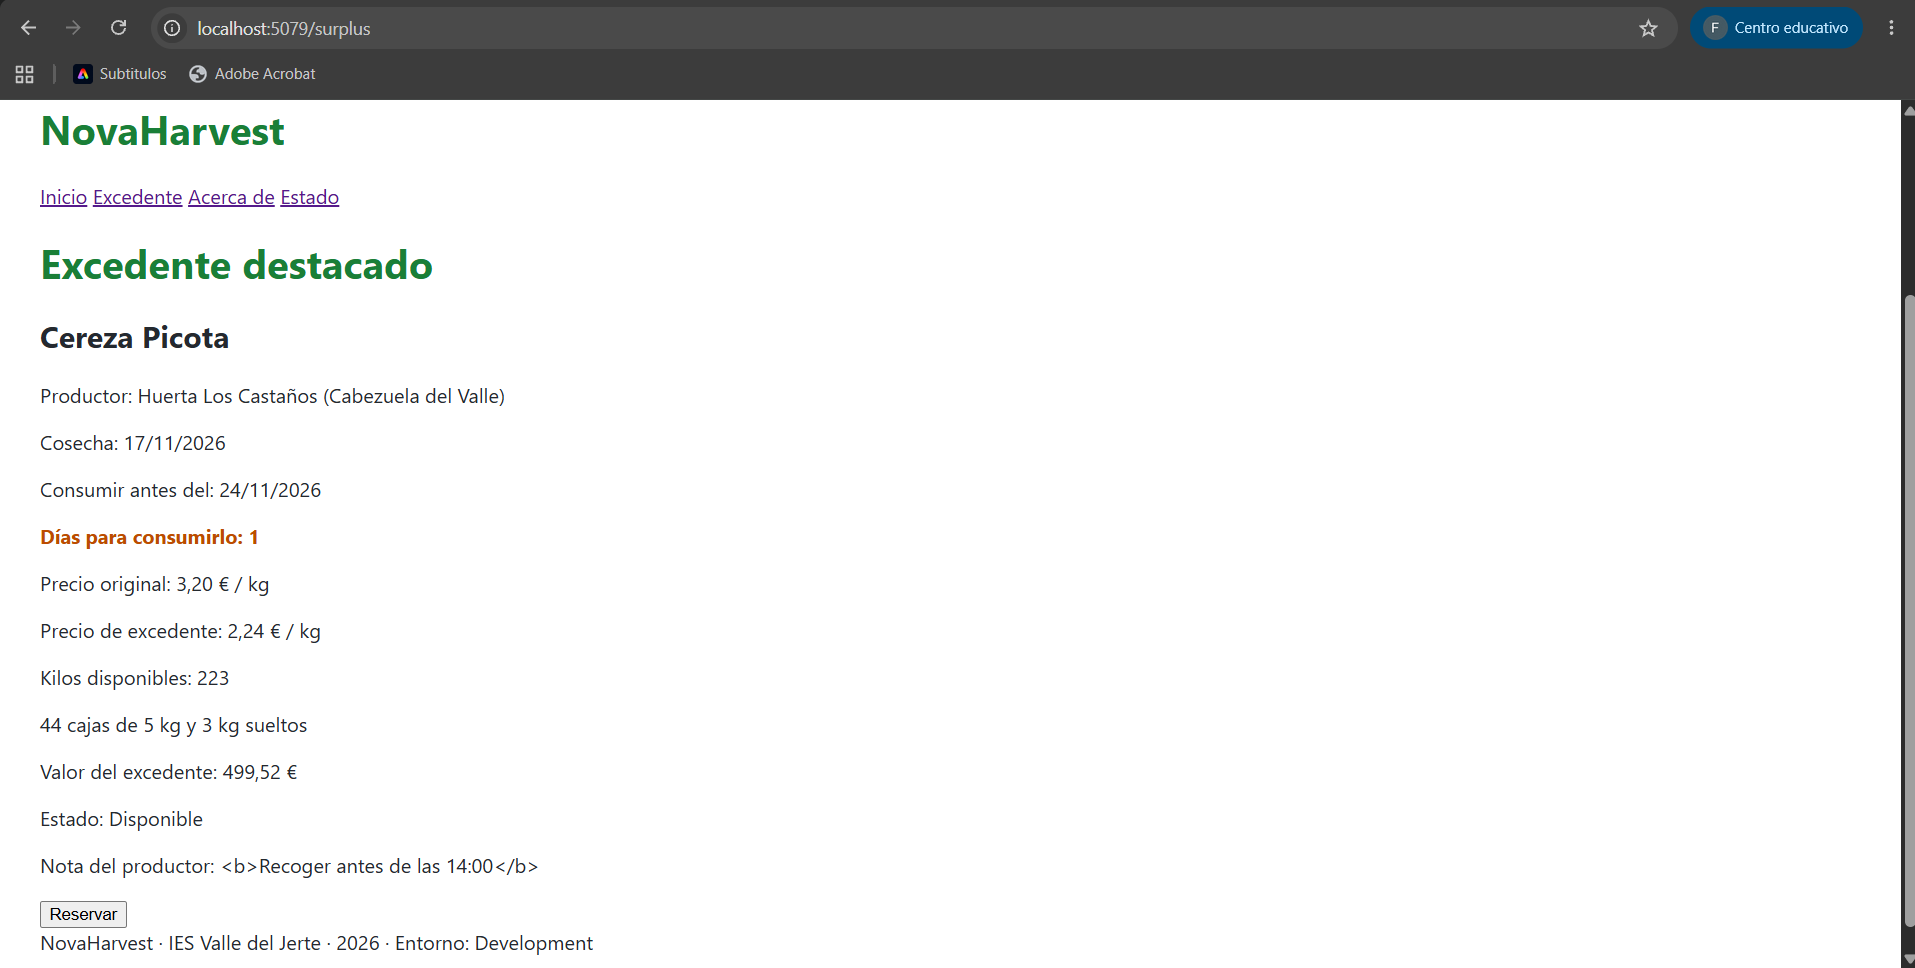 localhost:5079/surplus
F Centro educativo
Subtitulos
Adobe Acrobat
NovaHarvest
Inicio Excedente Acerca de Estado
Excedente destacado
Cereza Picota
Productor: Huerta Los Castaños (Cabezuela del Valle)
Cosecha: 17/11/2026
Consumir antes del: 24/11/2026
Días para consumirlo: 1
Precio original: 3,20 € / kg
Precio de excedente: 2,24 € / kg
Kilos disponibles: 223
44 cajas de 5 kg y 3 kg sueltos
Valor del excedente: 499,52 €
Estado: Disponible
Nota del productor: <b>Recoger antes de las 14:00</b>
Reservar
NovaHarvest · IES Valle del Jerte · 2026 · Entorno: Development